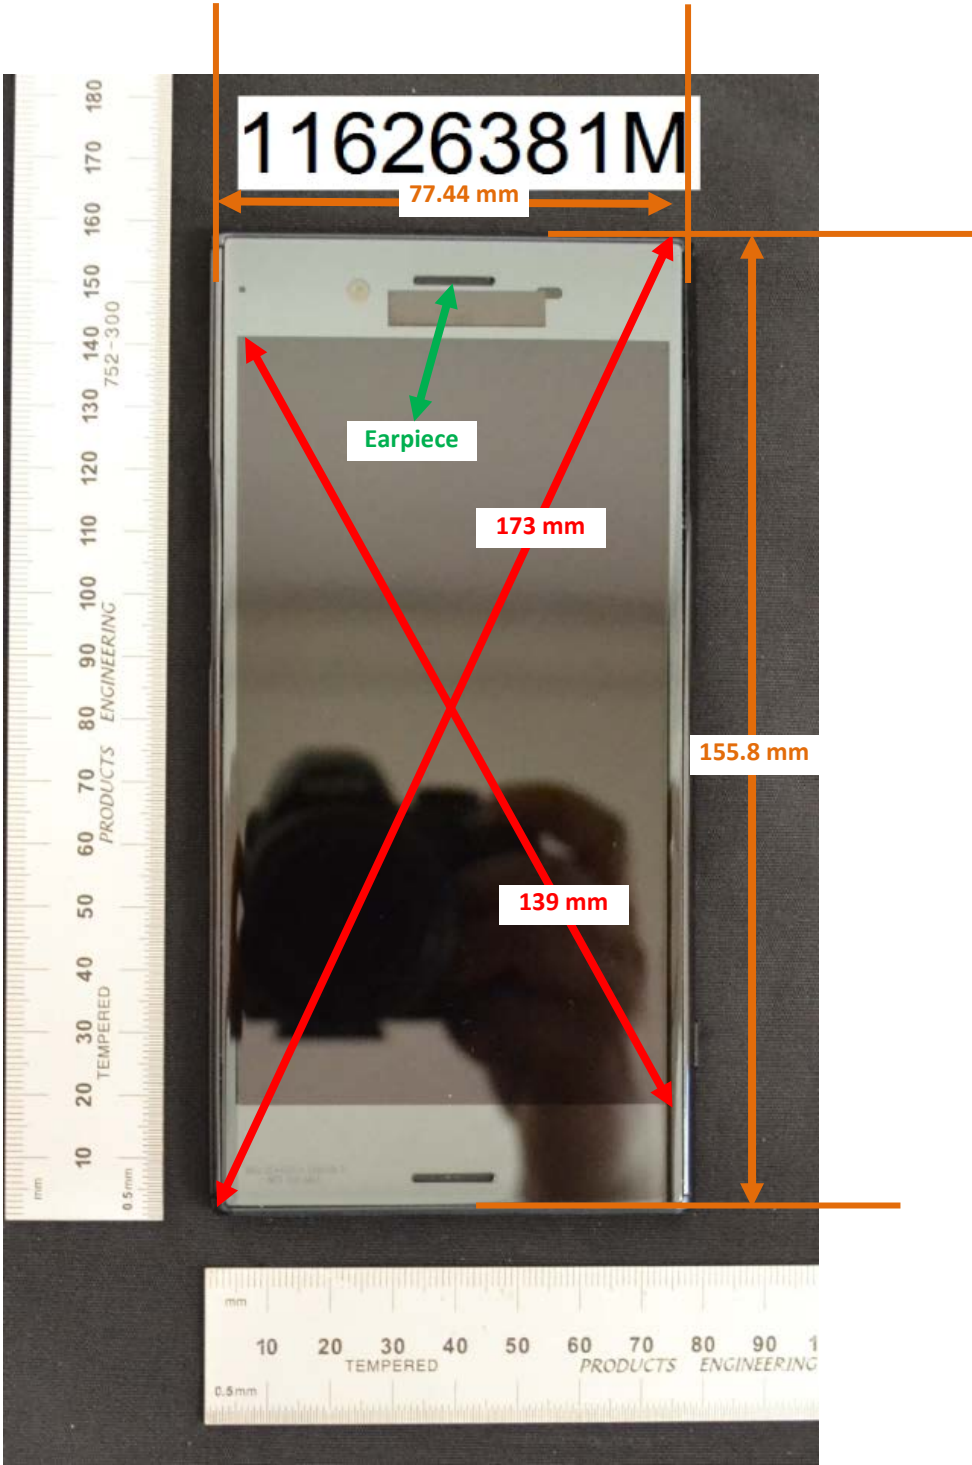 11626381M
77.44 mm
Earpiece
173 mm
155.8 mm
139 mm
180
170
160
150
140
130
120
110
100
90
80
70
60
50
40
30
20
10
752-300
PRODUCTS ENGINEERING
TEMPERED
mm
0.5mm
mm
10 20 30 40 50 60 70 80 90 1
TEMPERED PRODUCTS ENGINEERING
0.5mm